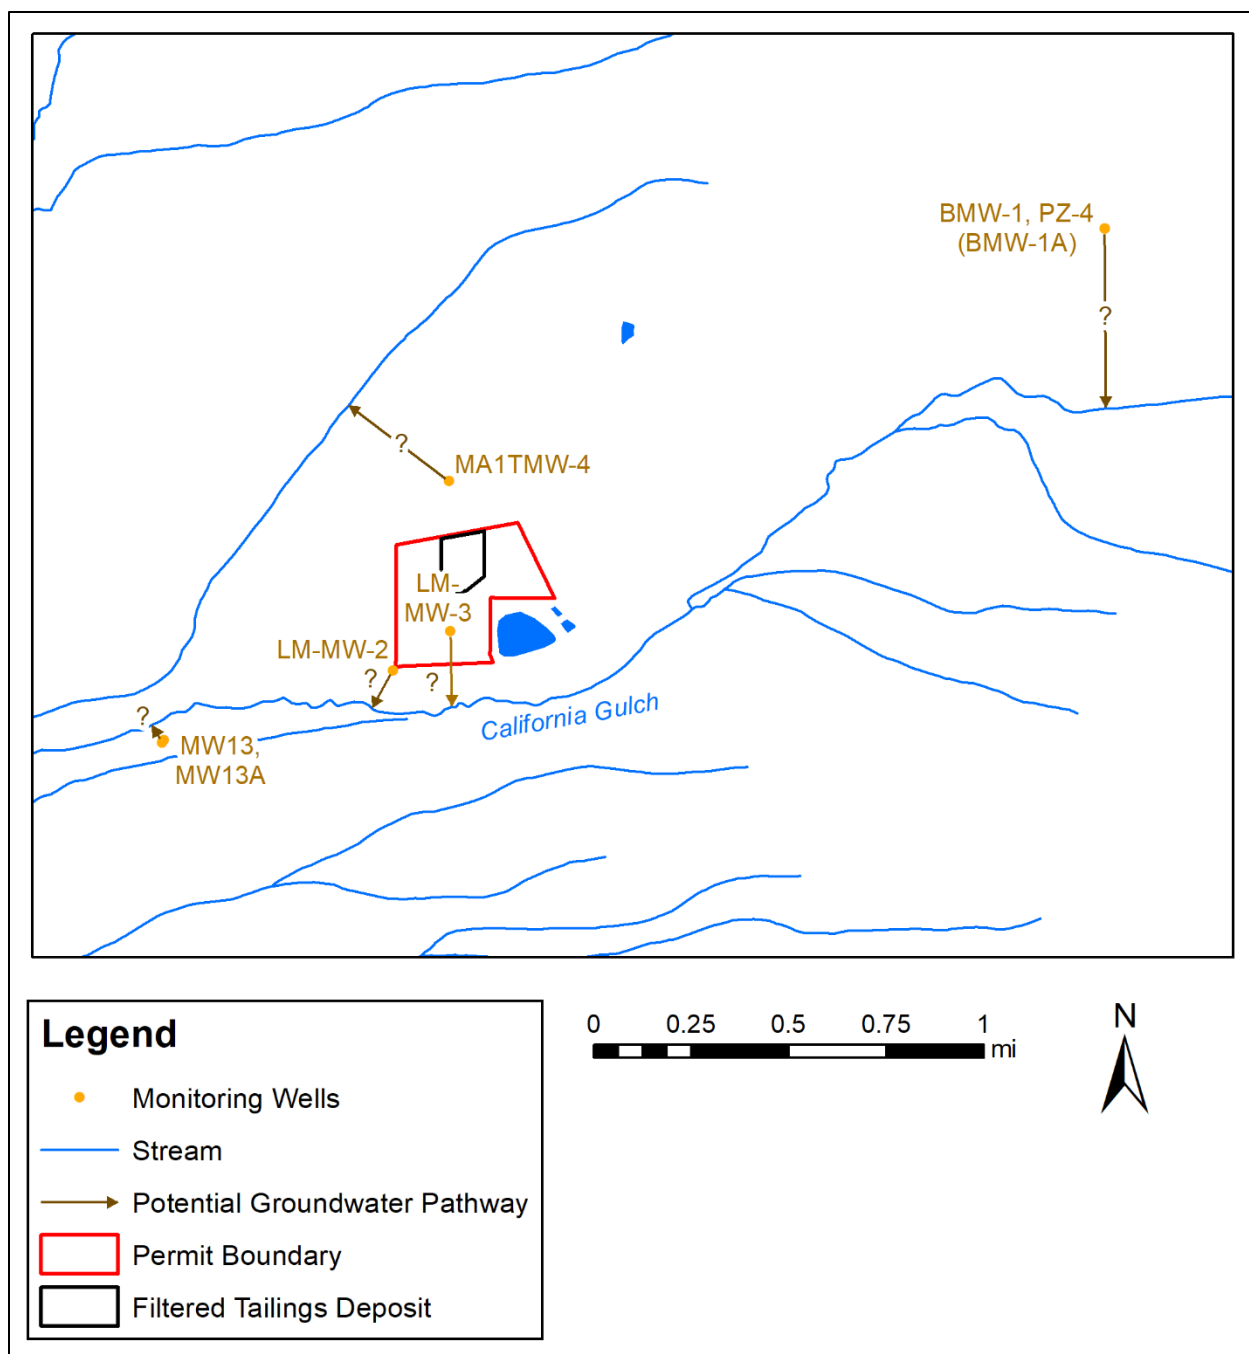 BMW-1, PZ-4
(BMW-1A)
?
?
MA1TMW-4
LM-
MW-3
LM-MW-2
?
?
California Gulch
?
MW13,
MW13A
Legend
Monitoring Wells
Stream
Potential Groundwater Pathway
Permit Boundary
Filtered Tailings Deposit
0 0.25 0.5 0.75 1
mi
N